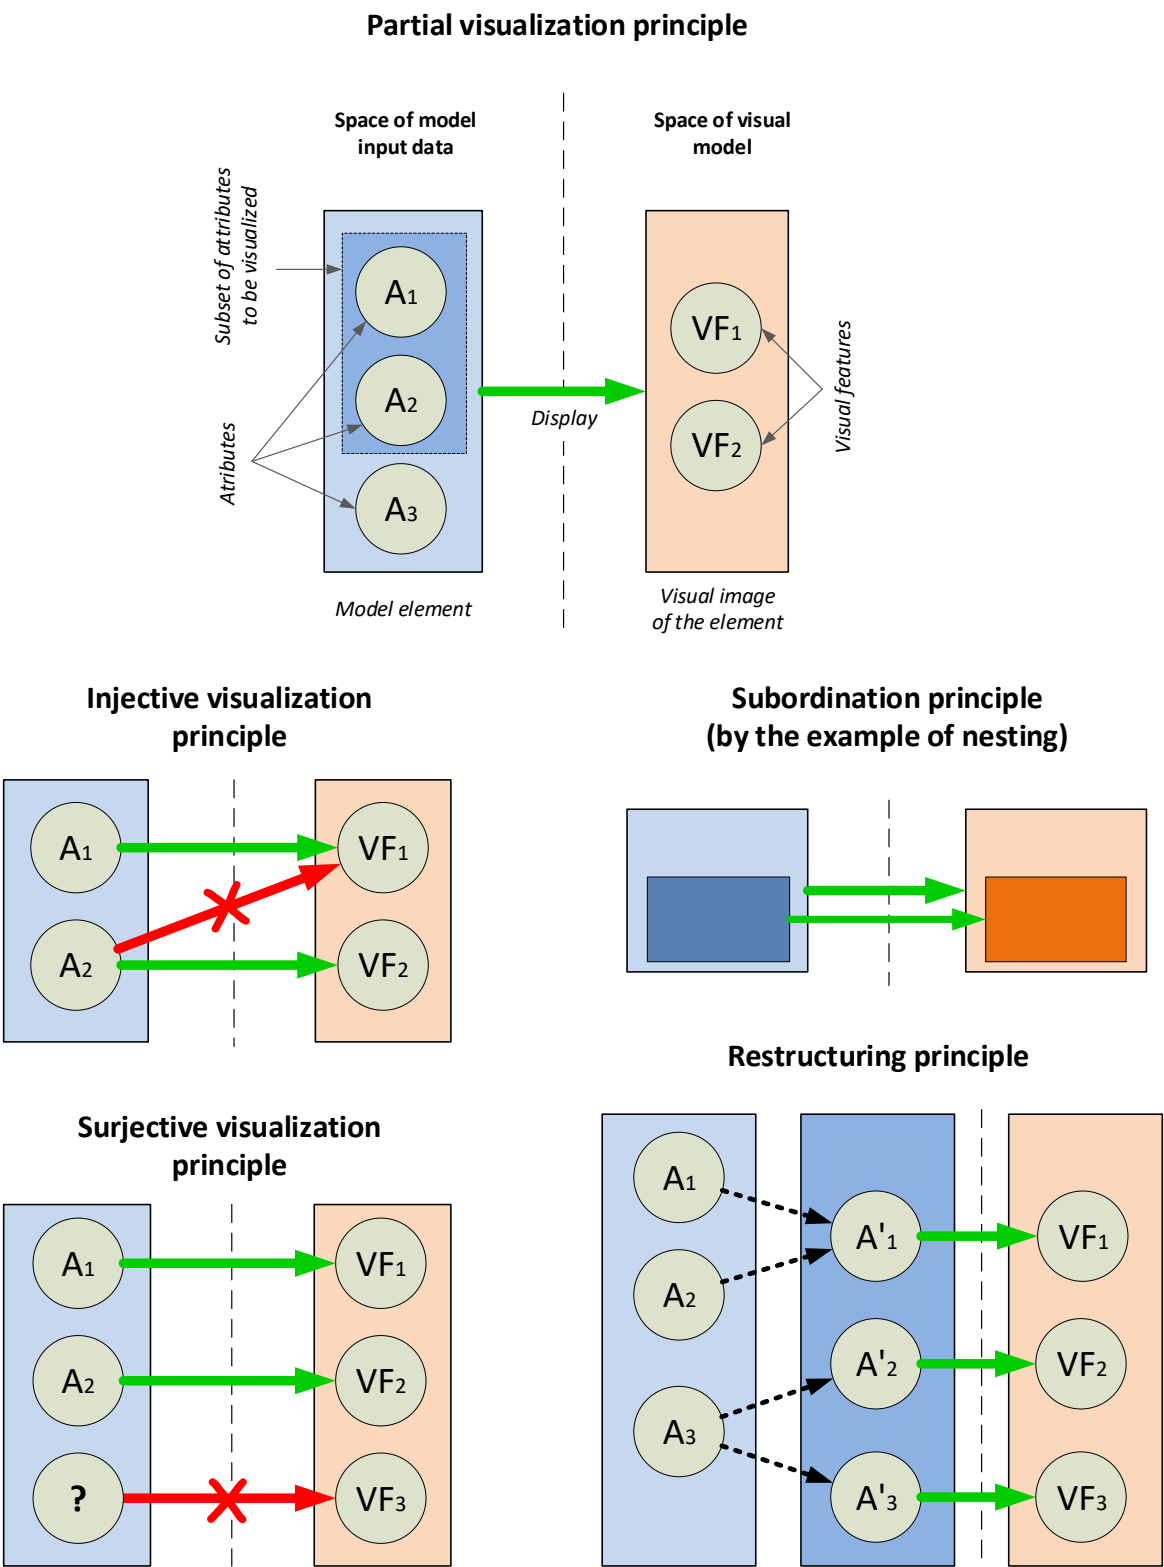 Partial visualization principle
Space of model
input data
Space of visual
model
Subset of attributes
to be visualized
Atributes
A1
A2
A3
Display
VF1
VF2
Visual features
Model element
Visual image
of the element
Injective visualization
principle
A1
VF1
A2
VF2
Subordination principle
(by the example of nesting)
Surjective visualization
principle
A1
VF1
A2
VF2
?
VF3
Restructuring principle
A1
A2
A3
A'1
A'2
A'3
VF1
VF2
VF3